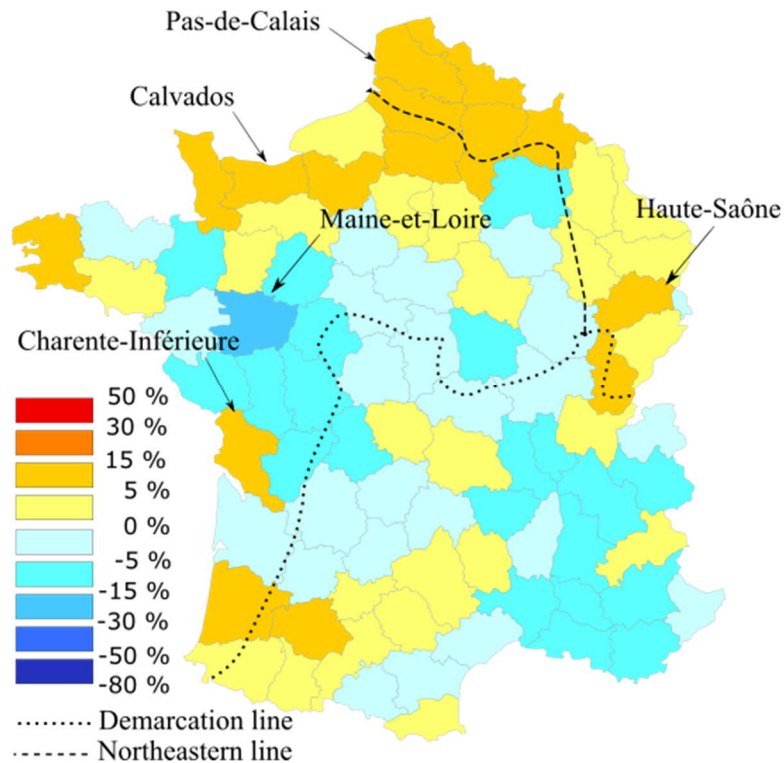 Pas-de-Calais
Calvados
Maine-et-Loire
Haute-Saône
Charente-Inférieure
50 %
30 %
15 %
5 %
0 %
-5 %
-15 %
-30 %
-50 %
-80 %
Demarcation line
Northeastern line